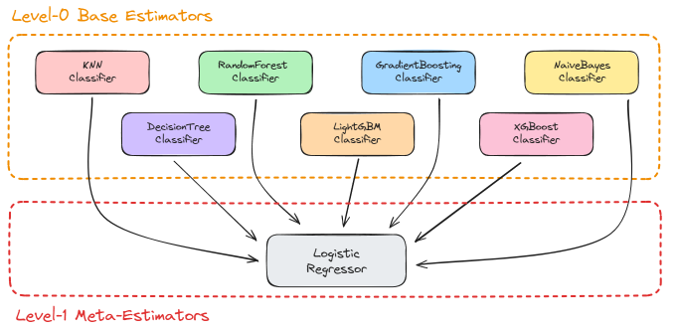 Level-0 Base Estimators
KNN
Classifier
RandomForest
Classifier
GradientBoosting
Classifier
NaiveBayes
Classifier
DecisionTree
Classifier
LightGBM
Classifier
XGBoost
Classifier
Logistic
Regressor
Level-1 Meta-Estimators